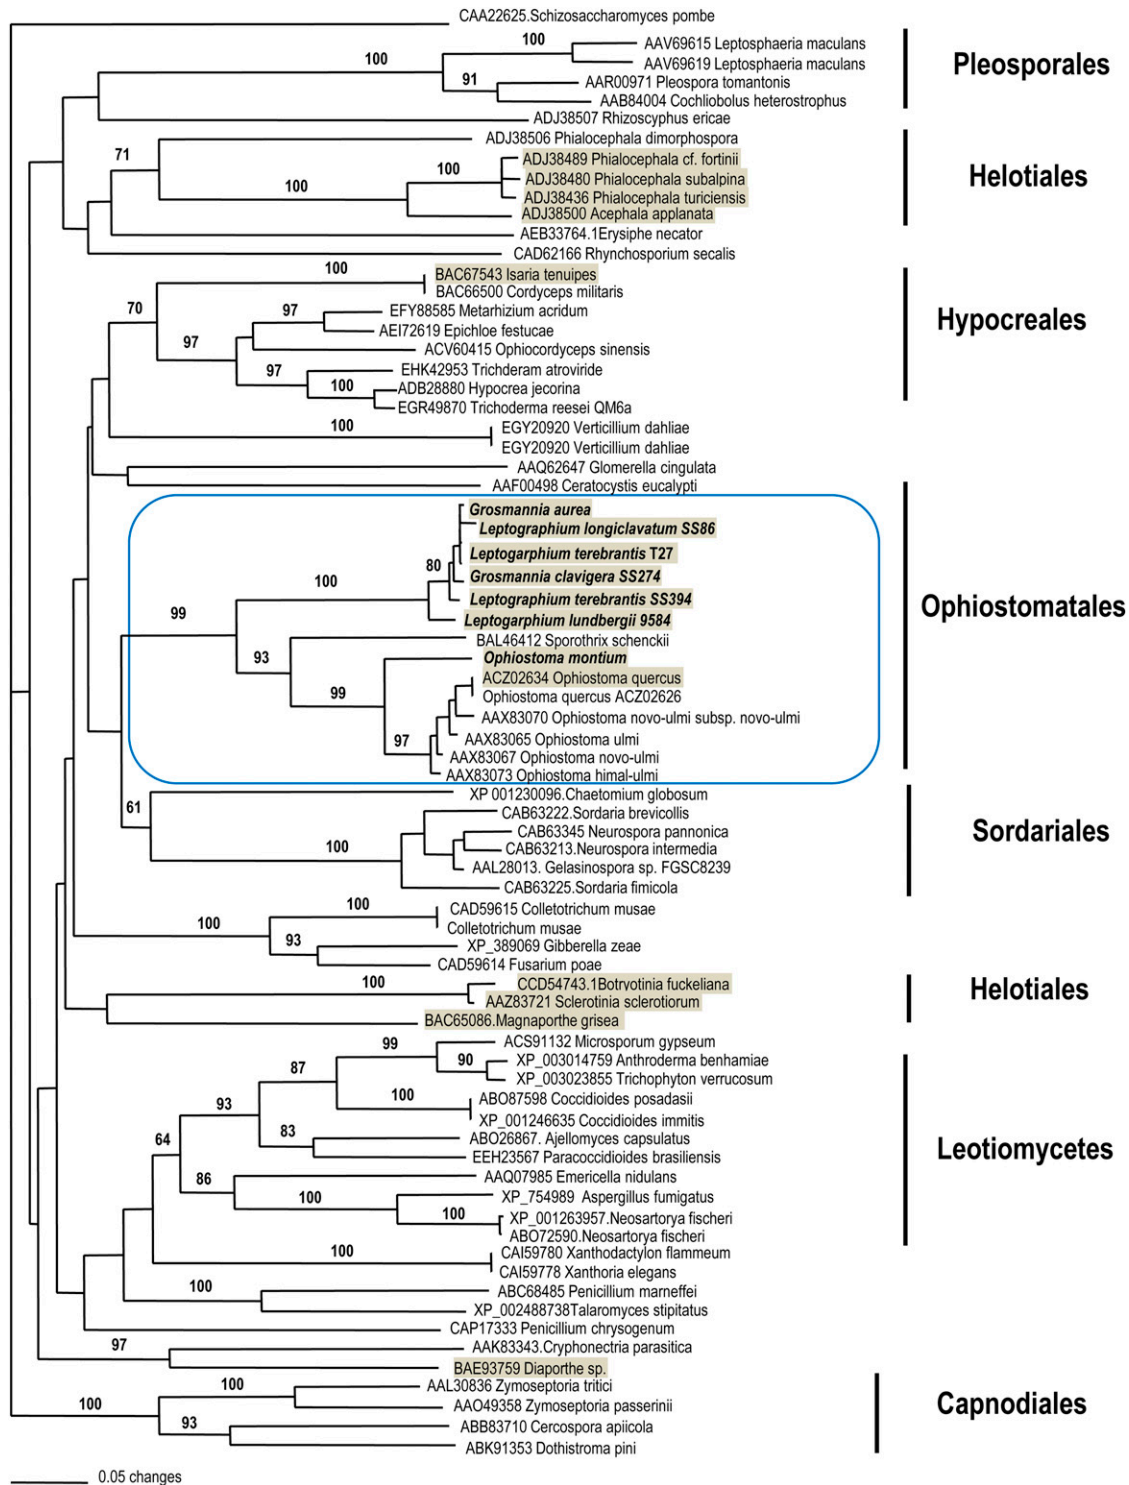 CAA22625.Schizosaccharomyces pombe
100
AAV69615 Leptosphaeria maculans
100
AAV69619 Leptosphaeria maculans
Pleosporales
91
AAR00971 Pleospora tomantonis
AAB84004 Cochliobolus heterostrophus
ADJ38507 Rhizoscyphus ericae
ADJ38506 Phialocephala dimorphospora
71
ADJ38489 Phialocephala cf. fortinii
100
ADJ38480 Phialocephala subalpina
Helotiales
100
ADJ38436 Phialocephala turiciensis
ADJ38500 Acephala applanata
AEB33764.1Erysiphe necator
CAD62166 Rhynchosporium secalis
100
BAC67543 Isaria tenuipes
BAC66500 Cordyceps militaris
70
97
EFY88585 Metarhizium acridum
Hypocreales
AEI72619 Epichloe festucae
97
ACV60415 Ophiocordyceps sinensis
97
EHK42953 Trichderam atroviride
100
ADB28880 Hypocrea jecorina
EGR49870 Trichoderma reesei QM6a
100
EGY20920 Verticillium dahliae
EGY20920 Verticillium dahliae
AAQ62647 Glomerella cingulata
AAF00498 Ceratocystis eucalypti
Grosmannia aurea
Leptographium longiclavatum SS86
Leptogarphium terebrantis T27
80
100
Grosmannia clavigera SS274
Leptographium terebrantis SS394
Ophiostomatales
99
Leptogarphium lundbergii 9584
BAL46412 Sporothrix schenckii
93
Ophiostoma montium
ACZ02634 Ophiostoma quercus
99
Ophiostoma quercus ACZ02626
AAX83070 Ophiostoma novo-ulmi subsp. novo-ulmi
97
AAX83065 Ophiostoma ulmi
AAX83067 Ophiostoma novo-ulmi
AAX83073 Ophiostoma himal-ulmi
XP 001230096.Chaetomium globosum
61
CAB63222.Sordaria brevicollis
CAB63345 Neurospora pannonica
Sordariales
100
CAB63213.Neurospora intermedia
AAL28013. Gelasinospora sp. FGSC8239
CAB63225.Sordaria fimicola
100
CAD59615 Colletotrichum musae
100
Colletotrichum musae
93
XP_389069 Gibberella zeae
CAD59614 Fusarium poae
100
CCD54743.1Botryotinia fuckeliana
Helotiales
AAZ83721 Sclerotinia sclerotiorum
BAC65086.Magnaporthe grisea
99
ACS91132 Microsporum gypseum
90
XP_003014759 Anthroderma benhamiae
87
XP_003023855 Trichophyton verrucosum
100
ABO87598 Coccidioides posadasii
93
XP_001246635 Coccidioides immitis
83
ABO26867. Ajellomyces capsulatus
64
EEH23567 Paracoccidioides brasiliensis
Leotiomycetes
86
AAQ07985 Emericella nidulans
100
XP_754989 Aspergillus fumigatus
100
XP_001263957.Neosartorya fischeri
ABO72590.Neosartorya fischeri
100
CAI59780 Xanthodactylon flammeum
CAI59778 Xanthoria elegans
100
ABC68485 Penicillium marneffei
XP_002488738Talaromyces stipitatus
CAP17333 Penicillium chrysogenum
97
AAK83343.Cryphonectria parasitica
BAE93759 Diaporthe sp.
100
AAL30836 Zymoseptoria tritici
100
AAO49358 Zymoseptoria passerinii
Capnodiales
93
ABB83710 Cercospora apiicola
ABK91353 Dothistroma pini
0.05 changes